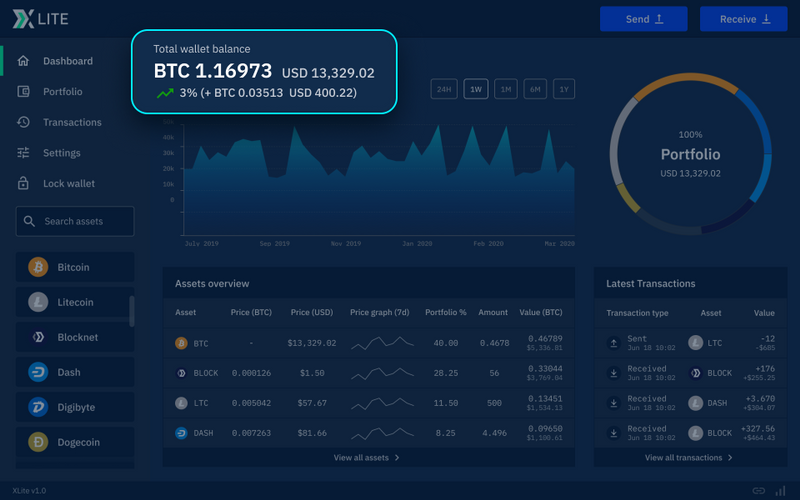 XLITE
Send
Receive
Total wallet balance
BTC 1.16973 USD 13,329.02
3% (+ BTC 0.03513 USD 400.22)
Dashboard
Portfolio
Transactions
Settings
Lock wallet
Search assets
Bitcoin
Litecoin
Blocknet
Dash
Digibyte
Dogecoin
24H 1W 1M 6M 1Y
40k
30k
20k
10k
0
July 2019 Sep 2019 Nov 2019 Jan 2020 Feb 2020 Mar 2020
100%
Portfolio
USD 13,329.02
Assets overview
Asset Price (BTC) Price (USD) Price graph (7d) Portfolio % Amount Value (BTC)
BTC - $13,329.02 40.00 0.4678 0.46789
$5,336.81
BLOCK 0.000126 $1.50 28.25 56 0.33044
$3,769.04
LTC 0.005042 $57.67 11.50 500 0.13451
$1,534.13
DASH 0.007263 $81.66 8.25 4.496 0.09650
$1,100.61
View all assets
Latest Transactions
Transaction type Asset Value
Sent LTC -12
Jun 18 10:02 -$685
Received BLOCK +176
Jun 18 10:02 +$255.25
Received DASH +3.670
Jun 18 10:02 +$304.07
Received BLOCK +327.56
Jun 18 10:02 +$464.43
View all transactions
XLite v1.0